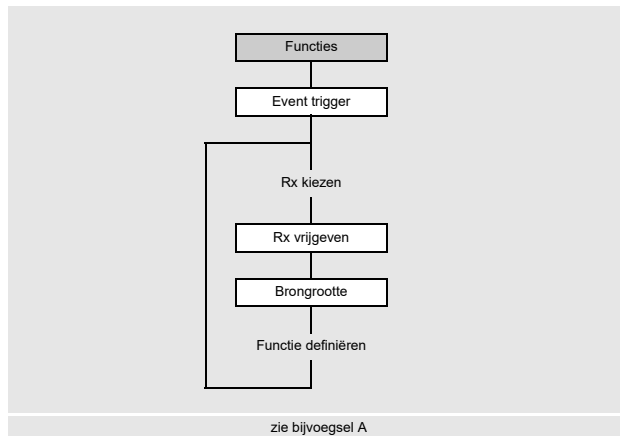 Functies
Event trigger
Rx kiezen
Rx vrijgeven
Brongrootte
Functie definiëren
zie bijvoegsel A